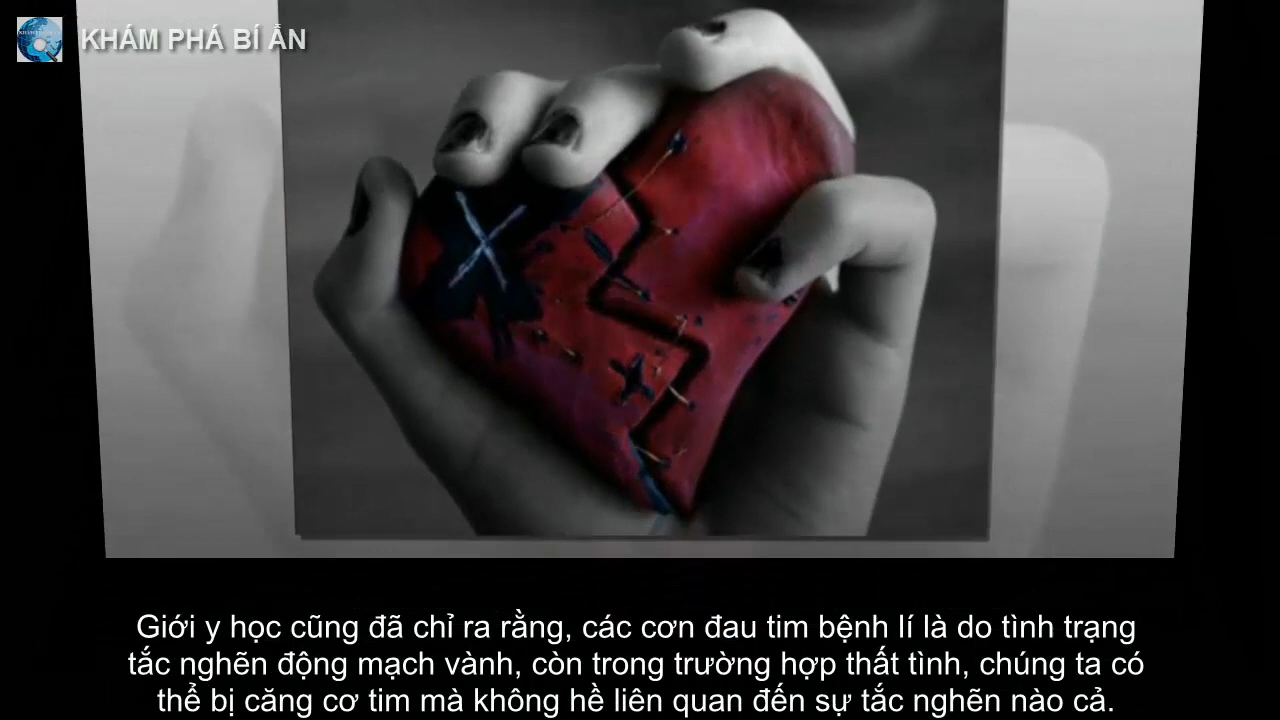 KHÁM PHÁ BÍ ẨN
Giới y học cũng đã chỉ ra rằng, các cơn đau tim bệnh lí là do tình trạng
tắc nghẽn động mạch vành, còn trong trường hợp thất tình, chúng ta có
thể bị căng cơ tim mà không hề liên quan đến sự tắc nghẽn nào cả.